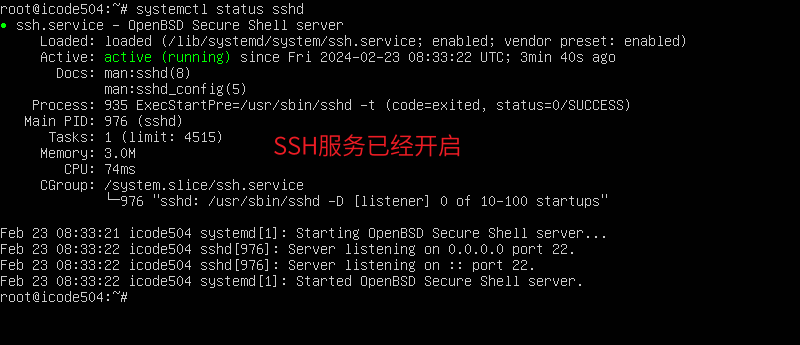 root@icode504:~# systemctl status sshd
● ssh.service - OpenBSD Secure Shell server
Loaded: loaded (/lib/systemd/system/ssh.service; enabled; vendor preset: enabled)
Active: active (running) since Fri 2024-02-23 08:33:22 UTC; 3min 40s ago
Docs: man:sshd(8)
man:sshd_config(5)
Process: 935 ExecStartPre=/usr/sbin/sshd -t (code=exited, status=0/SUCCESS)
Main PID: 976 (sshd)
Tasks: 1 (limit: 4515)
Memory: 3.0M
CPU: 74ms
SSH服务已经开启
CGroup: /system.slice/ssh.service
└─976 "sshd: /usr/sbin/sshd -D [listener] 0 of 10-100 startups"
Feb 23 08:33:21 icode504 systemd[1]: Starting OpenBSD Secure Shell server...
Feb 23 08:33:22 icode504 sshd[976]: Server listening on 0.0.0.0 port 22.
Feb 23 08:33:22 icode504 sshd[976]: Server listening on :: port 22.
Feb 23 08:33:22 icode504 systemd[1]: Started OpenBSD Secure Shell server.
root@icode504:~#